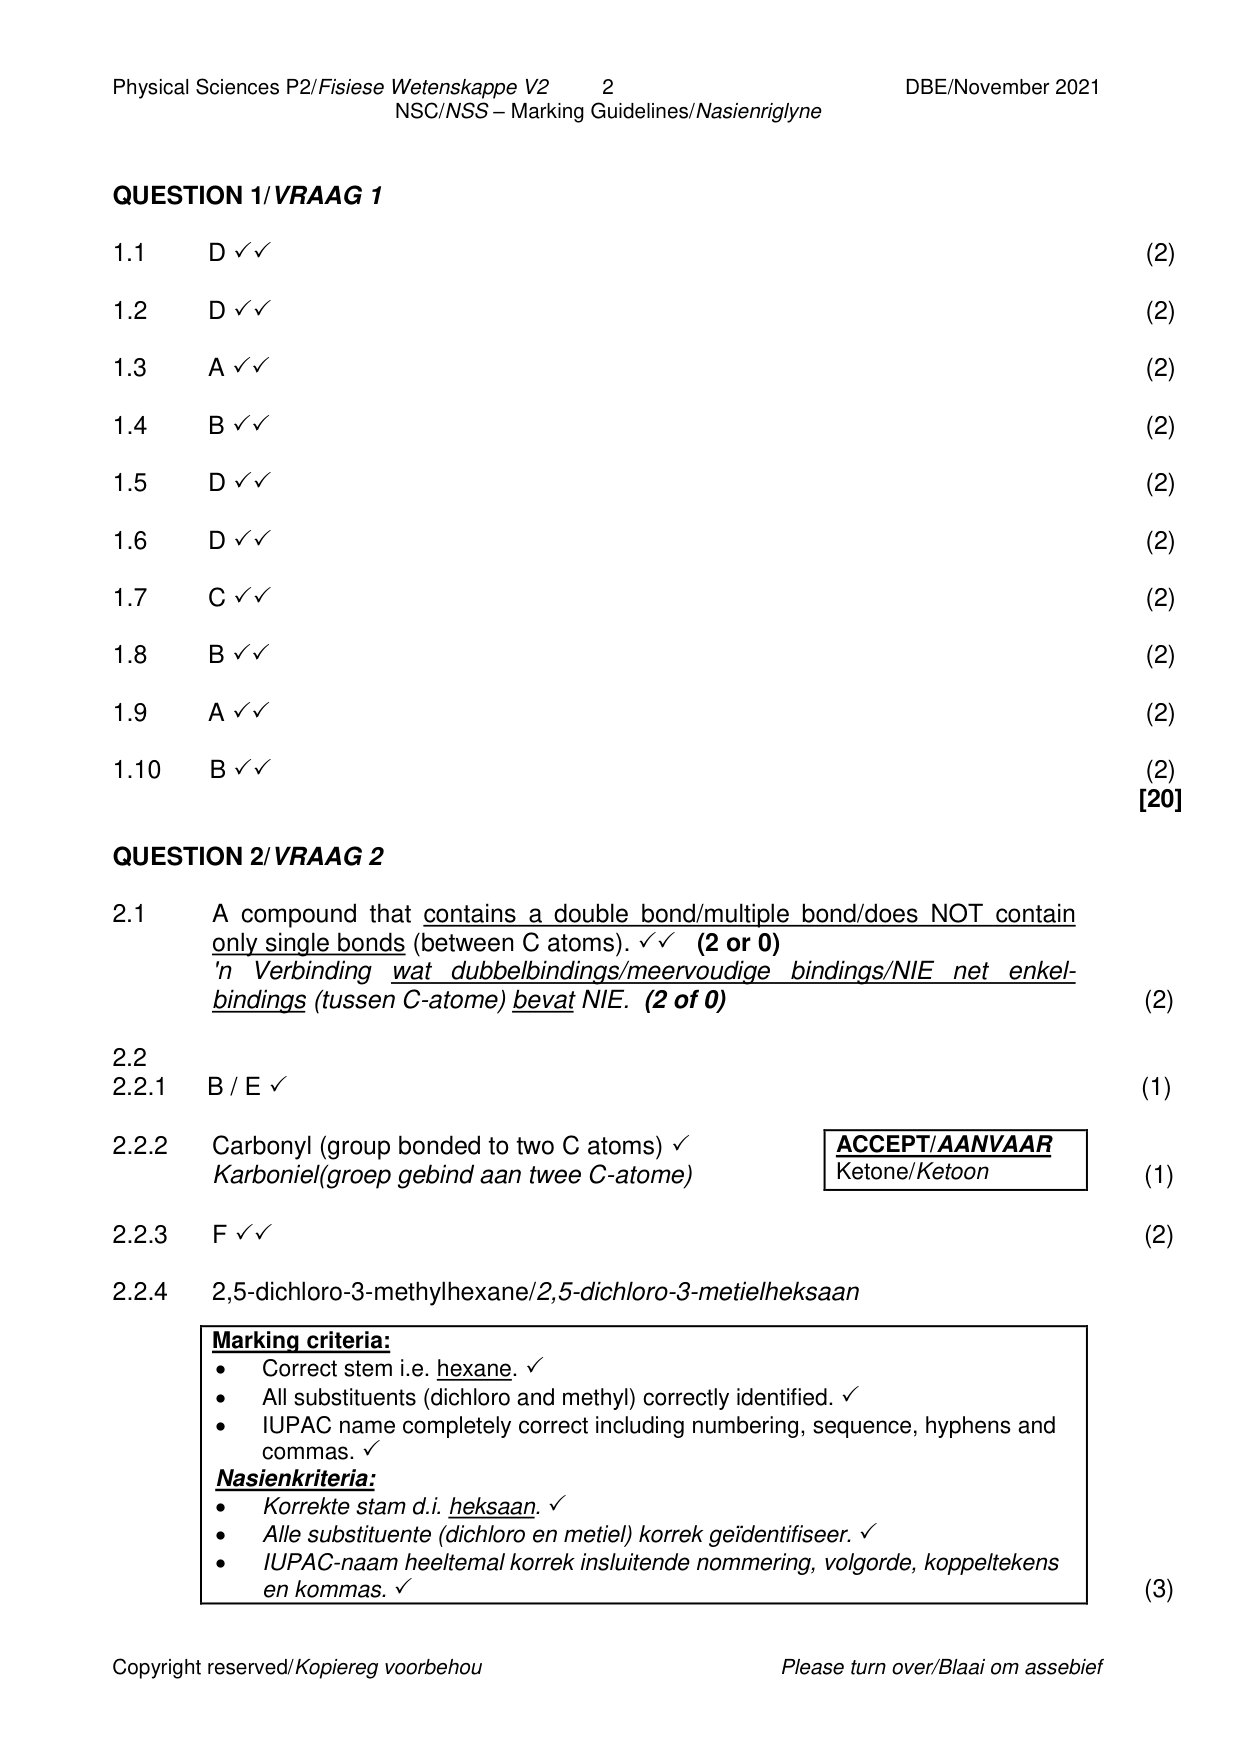 Physical Sciences P2/Fisiese Wetenskappe V2 2 DBE/November 2021
NSC/NSS – Marking Guidelines/Nasienriglyne
QUESTION 1/VRAAG 1
1.1 D ✓✓ (2)
1.2 D ✓✓ (2)
1.3 A ✓✓ (2)
1.4 B ✓✓ (2)
1.5 D ✓✓ (2)
1.6 D ✓✓ (2)
1.7 C ✓✓ (2)
1.8 B ✓✓ (2)
1.9 A ✓✓ (2)
1.10 B ✓✓ (2)
[20]
QUESTION 2/VRAAG 2
2.1 A compound that contains a double bond/multiple bond/does NOT contain
only single bonds (between C atoms). ✓✓ (2 or 0)
'n Verbinding wat dubbelbindings/meervoudige bindings/NIE net enkel-
bindings (tussen C-atome) bevat NIE. (2 of 0) (2)
2.2
2.2.1 B / E ✓ (1)
2.2.2 Carbonyl (group bonded to two C atoms) ✓
Karboniel(groep gebind aan twee C-atome) (1)
ACCEPT/AANVAAR
Ketone/Ketoon
2.2.3 F ✓✓ (2)
2.2.4 2,5-dichloro-3-methylhexane/2,5-dichloro-3-metielheksaan
Marking criteria:
• Correct stem i.e. hexane. ✓
• All substituents (dichloro and methyl) correctly identified. ✓
• IUPAC name completely correct including numbering, sequence, hyphens and
commas. ✓
Nasienkriteria:
• Korrekte stam d.i. heksaan. ✓
• Alle substituente (dichloro en metiel) korrek geïdentifiseer. ✓
• IUPAC-naam heeltemal korrek insluitende nommering, volgorde, koppeltekens
en kommas. ✓ (3)
Copyright reserved/Kopiereg voorbehou Please turn over/Blaai om assebief